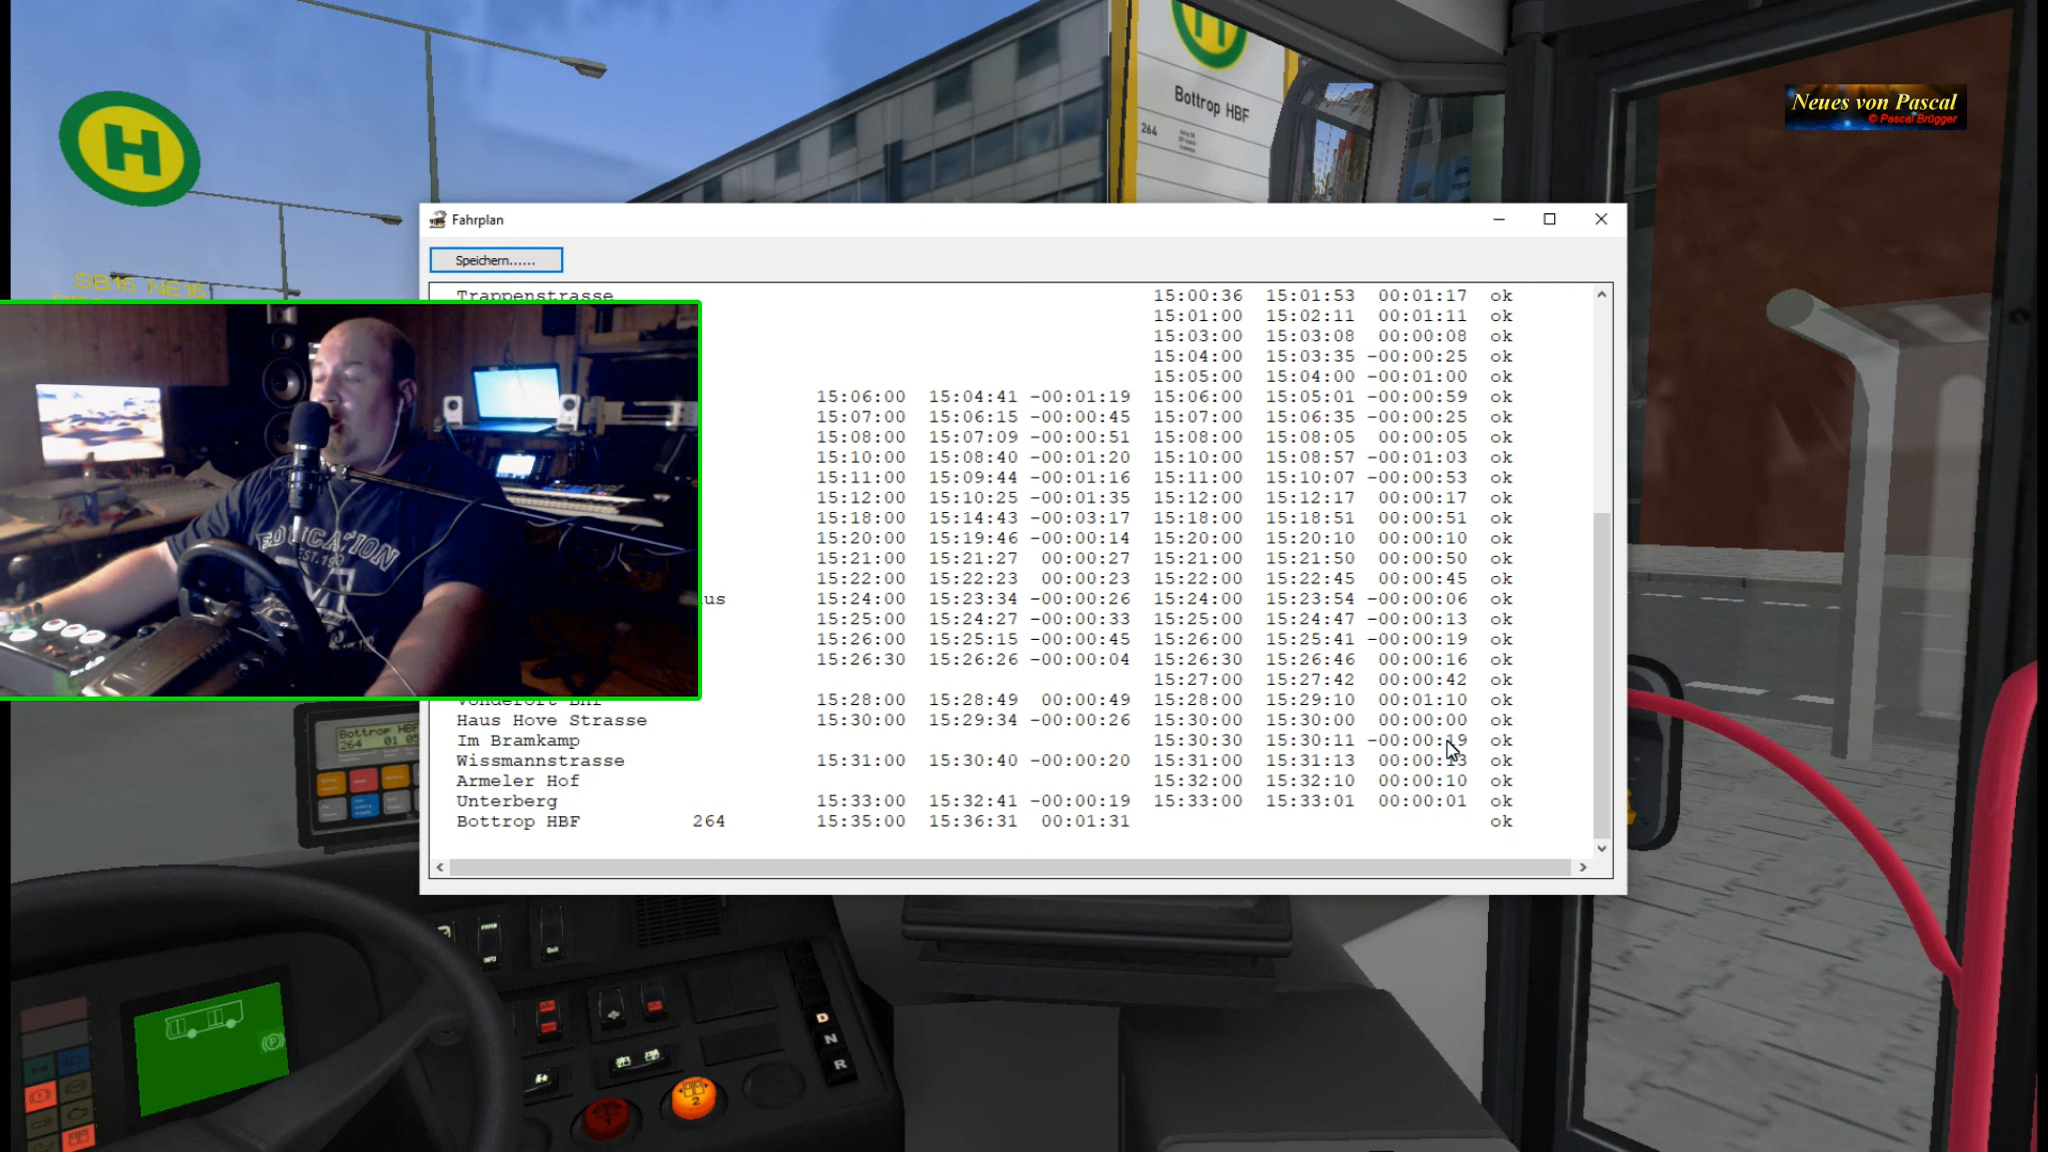 H
Bottrop HBF
264
Neues von Pascal
© Pascal Brügger
Fahrplan
Speichern......
SB16 NE16
Trappenstrasse 15:00:36 15:01:53 00:01:17 ok
15:01:00 15:02:11 00:01:11 ok
15:03:00 15:03:08 00:00:08 ok
15:04:00 15:03:35 -00:00:25 ok
15:05:00 15:04:00 -00:01:00 ok
15:06:00 15:04:41 -00:01:19 15:06:00 15:05:01 -00:00:59 ok
15:07:00 15:06:15 -00:00:45 15:07:00 15:06:35 -00:00:25 ok
15:08:00 15:07:09 -00:00:51 15:08:00 15:08:05 00:00:05 ok
15:10:00 15:08:40 -00:01:20 15:10:00 15:08:57 -00:01:03 ok
15:11:00 15:09:44 -00:01:16 15:11:00 15:10:07 -00:00:53 ok
15:12:00 15:10:25 -00:01:35 15:12:00 15:12:17 00:00:17 ok
15:18:00 15:14:43 -00:03:17 15:18:00 15:18:51 00:00:51 ok
15:20:00 15:19:46 -00:00:14 15:20:00 15:20:10 00:00:10 ok
15:21:00 15:21:27 00:00:27 15:21:00 15:21:50 00:00:50 ok
15:22:00 15:22:23 00:00:23 15:22:00 15:22:45 00:00:45 ok
us 15:24:00 15:23:34 -00:00:26 15:24:00 15:23:54 -00:00:06 ok
15:25:00 15:24:27 -00:00:33 15:25:00 15:24:47 -00:00:13 ok
15:26:00 15:25:15 -00:00:45 15:26:00 15:25:41 -00:00:19 ok
15:26:30 15:26:26 -00:00:04 15:26:30 15:26:46 00:00:16 ok
15:27:00 15:27:42 00:00:42 ok
Vonderort Bhf 15:28:00 15:28:49 00:00:49 15:28:00 15:29:10 00:01:10 ok
Haus Hove Strasse 15:30:00 15:29:34 -00:00:26 15:30:00 15:30:00 00:00:00 ok
Im Bramkamp 15:30:30 15:30:11 -00:00:19 ok
Wissmannstrasse 15:31:00 15:30:40 -00:00:20 15:31:00 15:31:13 00:00:13 ok
Armeler Hof 15:32:00 15:32:10 00:00:10 ok
Unterberg 15:33:00 15:32:41 -00:00:19 15:33:00 15:33:01 00:00:01 ok
Bottrop HBF 264 15:35:00 15:36:31 00:01:31 ok
EDUCATION
Bottrop HBF
264 01
D
N
R
2